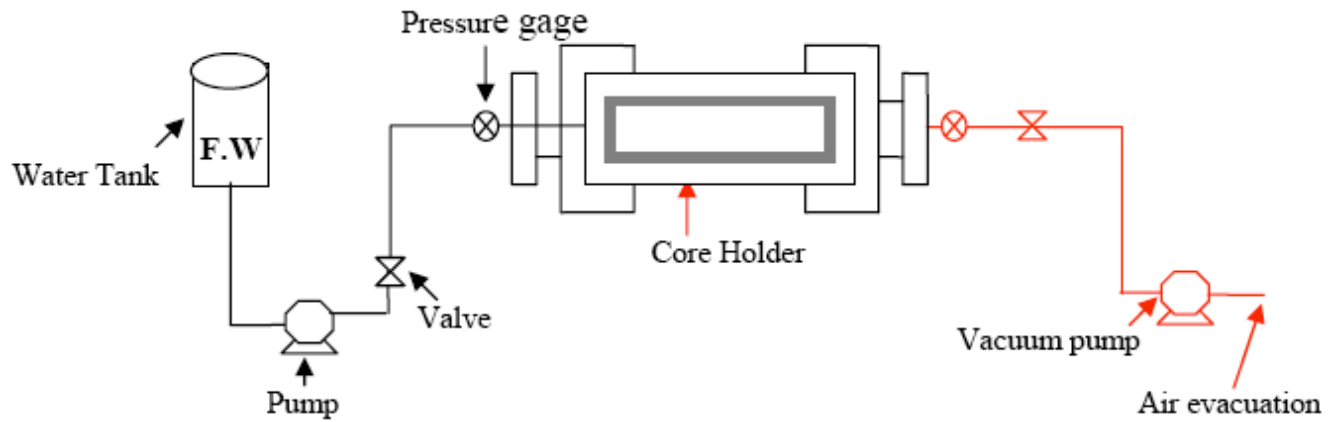 Pressure gage
F.W
Water Tank
Core Holder
Valve
Vacuum pump
Pump
Air evacuation